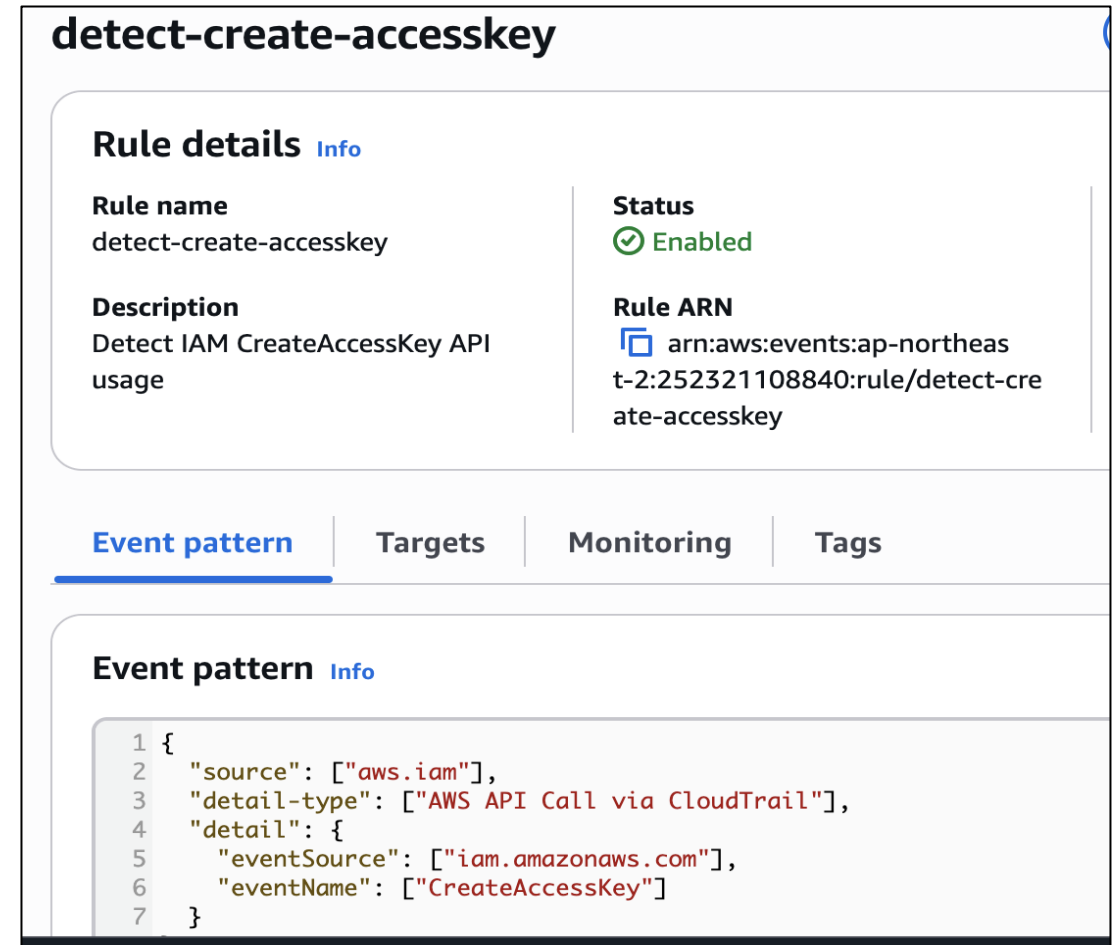 detect-create-accesskey
Rule details Info
Rule name
detect-create-accesskey
Description
Detect IAM CreateAccessKey API
usage
Status
Enabled
Rule ARN
arn:aws:events:ap-northeas
t-2:252321108840:rule/detect-cre
ate-accesskey
Event pattern
Targets
Monitoring
Tags
Event pattern Info
1 {
2 "source": ["aws.iam"],
3 "detail-type": ["AWS API Call via CloudTrail"],
4 "detail": {
5 "eventSource": ["iam.amazonaws.com"],
6 "eventName": ["CreateAccessKey"]
7 }